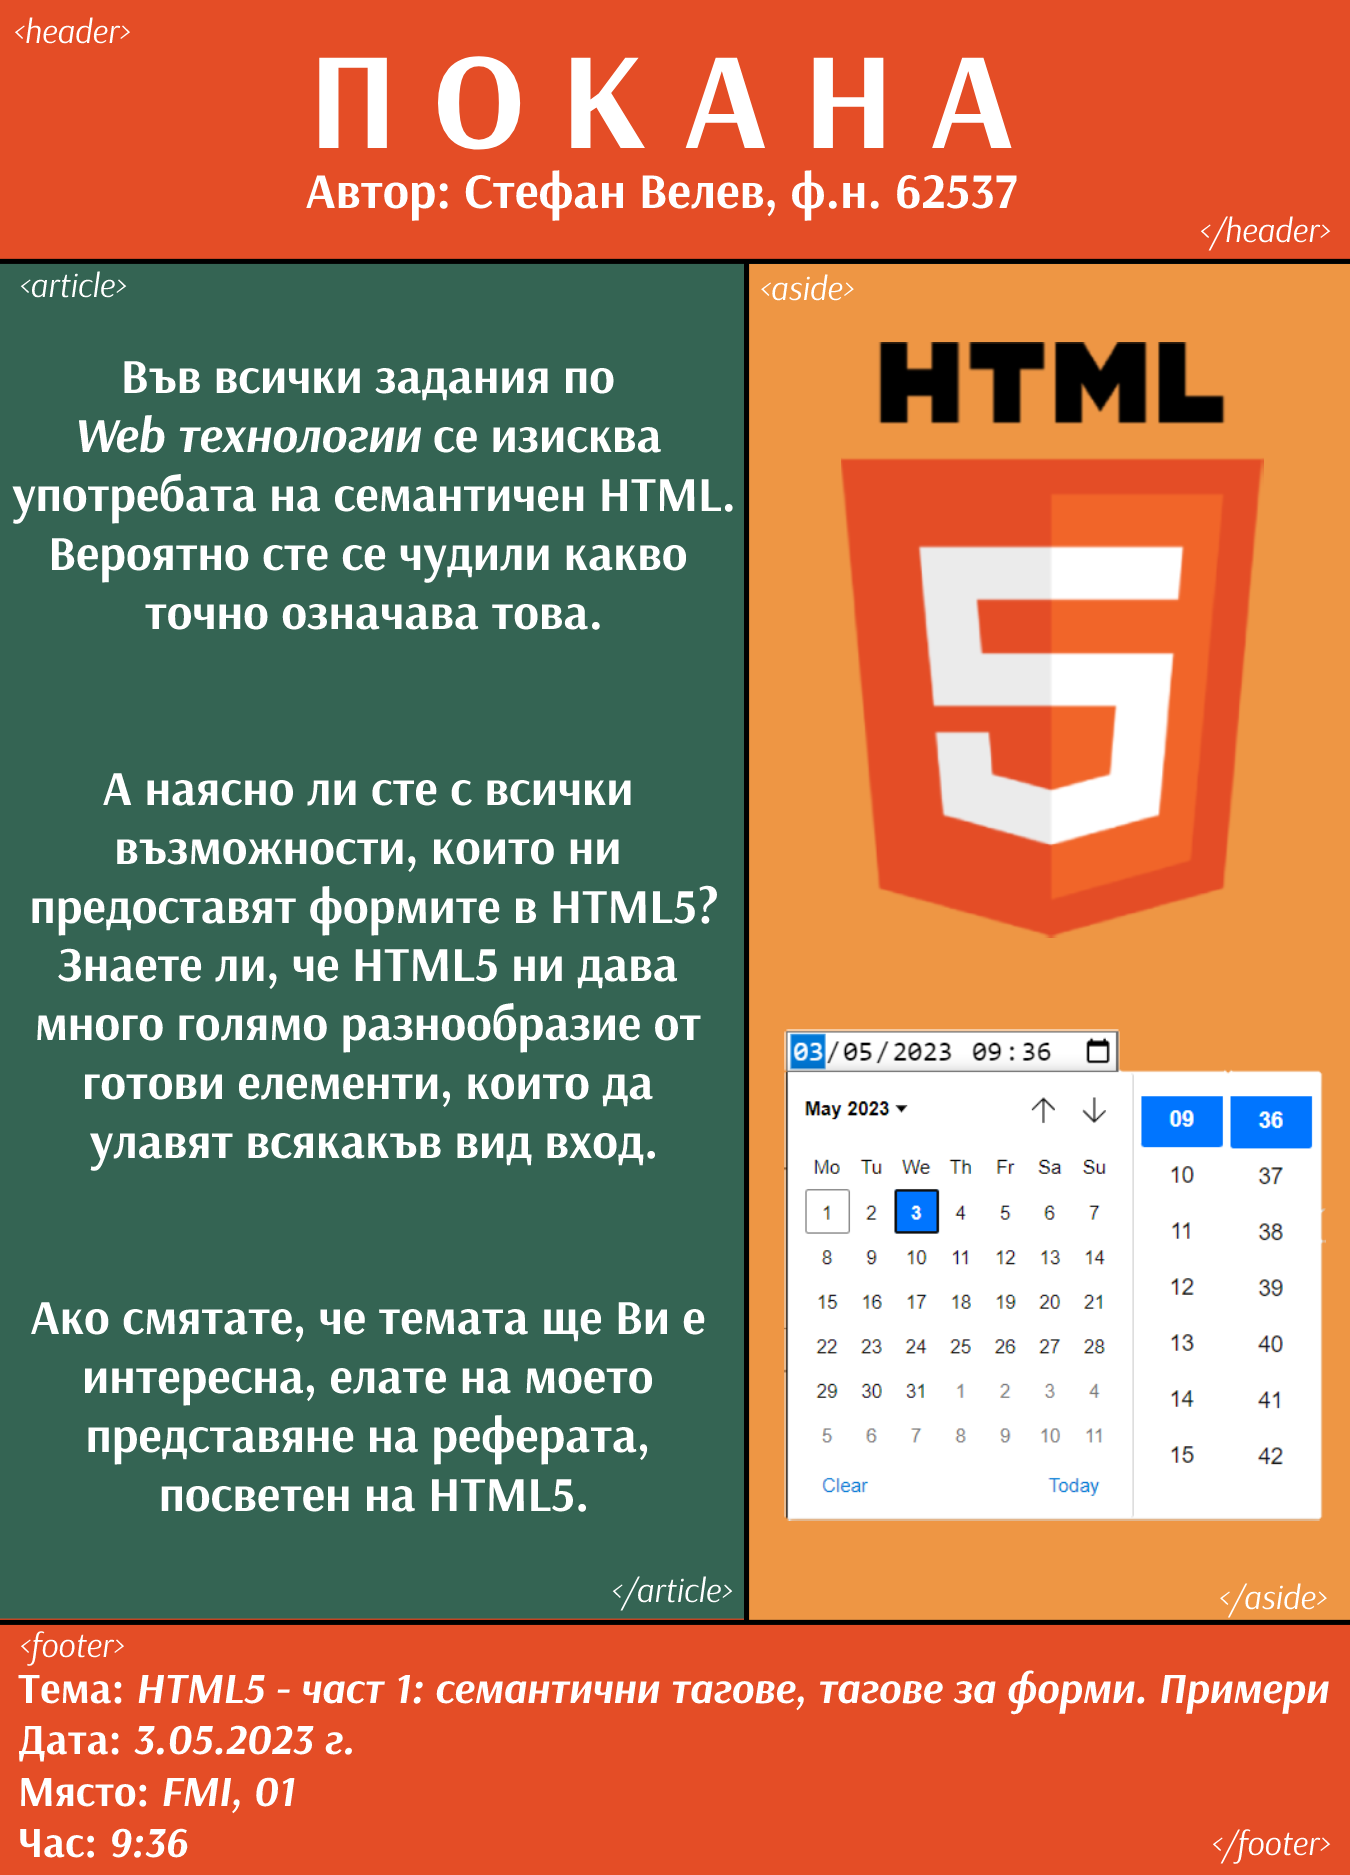 <header>
ПОКАНА
Автор: Стефан Велев, ф.н. 62537
</header>
<article>
Във всички задания по
Web технологии се изисква
употребата на семантичен HTML.
Вероятно сте се чудили какво
точно означава това.
А наясно ли сте с всички
възможности, които ни
предоставят формите в HTML5?
Знаете ли, че HTML5 ни дава
много голямо разнообразие от
готови елементи, които да
улавят всякакъв вид вход.
Ако смятате, че темата ще Ви е
интересна, елате на моето
представяне на реферата,
посветен на HTML5.
</article>
<aside>
HTML
5
03/05/2023 09:36
May 2023
Mo Tu We Th Fr Sa Su
1 2 3 4 5 6 7
8 9 10 11 12 13 14
15 16 17 18 19 20 21
22 23 24 25 26 27 28
29 30 31 1 2 3 4
5 6 7 8 9 10 11
Clear Today
09 36
10 37
11 38
12 39
13 40
14 41
15 42
</aside>
<footer>
Тема: HTML5 - част 1: семантични тагове, тагове за форми. Примери
Дата: 3.05.2023 г.
Място: FMI, 01
Час: 9:36
</footer>